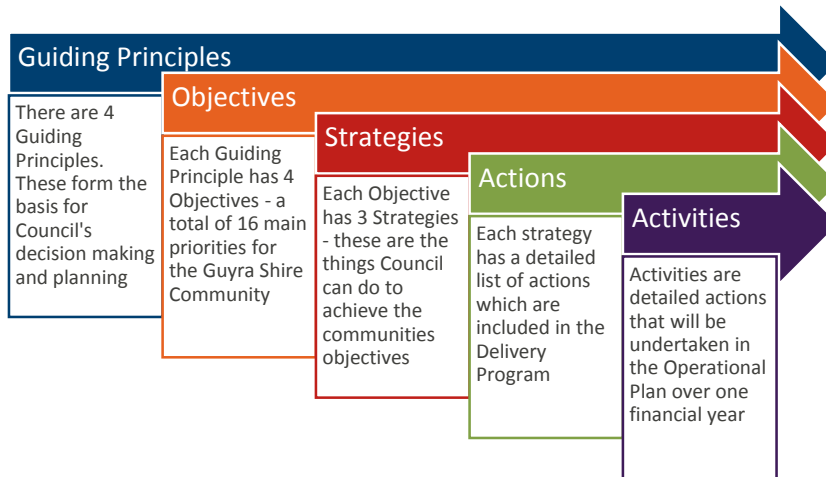 Guiding Principles
There are 4
Guiding
Principles.
These form the
basis for
Council's
decision making
and planning
Objectives
Each Guiding
Principle has 4
Objectives - a
total of 16 main
priorities for
the Guyra Shire
Community
Strategies
Each Objective
has 3 Strategies
- these are the
things Council
can do to
achieve the
communities
objectives
Actions
Each strategy
has a detailed
list of actions
which are
included in the
Delivery
Program
Activities
Activities are
detailed actions
that will be
undertaken in
the Operational
Plan over one
financial year